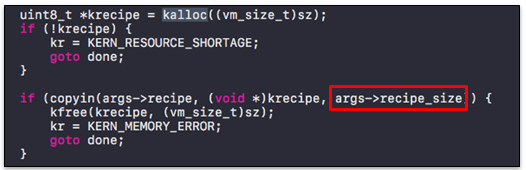 uint8_t *krecipe = kalloc((vm_size_t)sz);
if (!krecipe) {
    kr = KERN_RESOURCE_SHORTAGE;
    goto done;
}

if (copyin(args->recipe, (void *)krecipe, args->recipe_size)) {
    kfree(krecipe, (vm_size_t)sz);
    kr = KERN_MEMORY_ERROR;
    goto done;
}